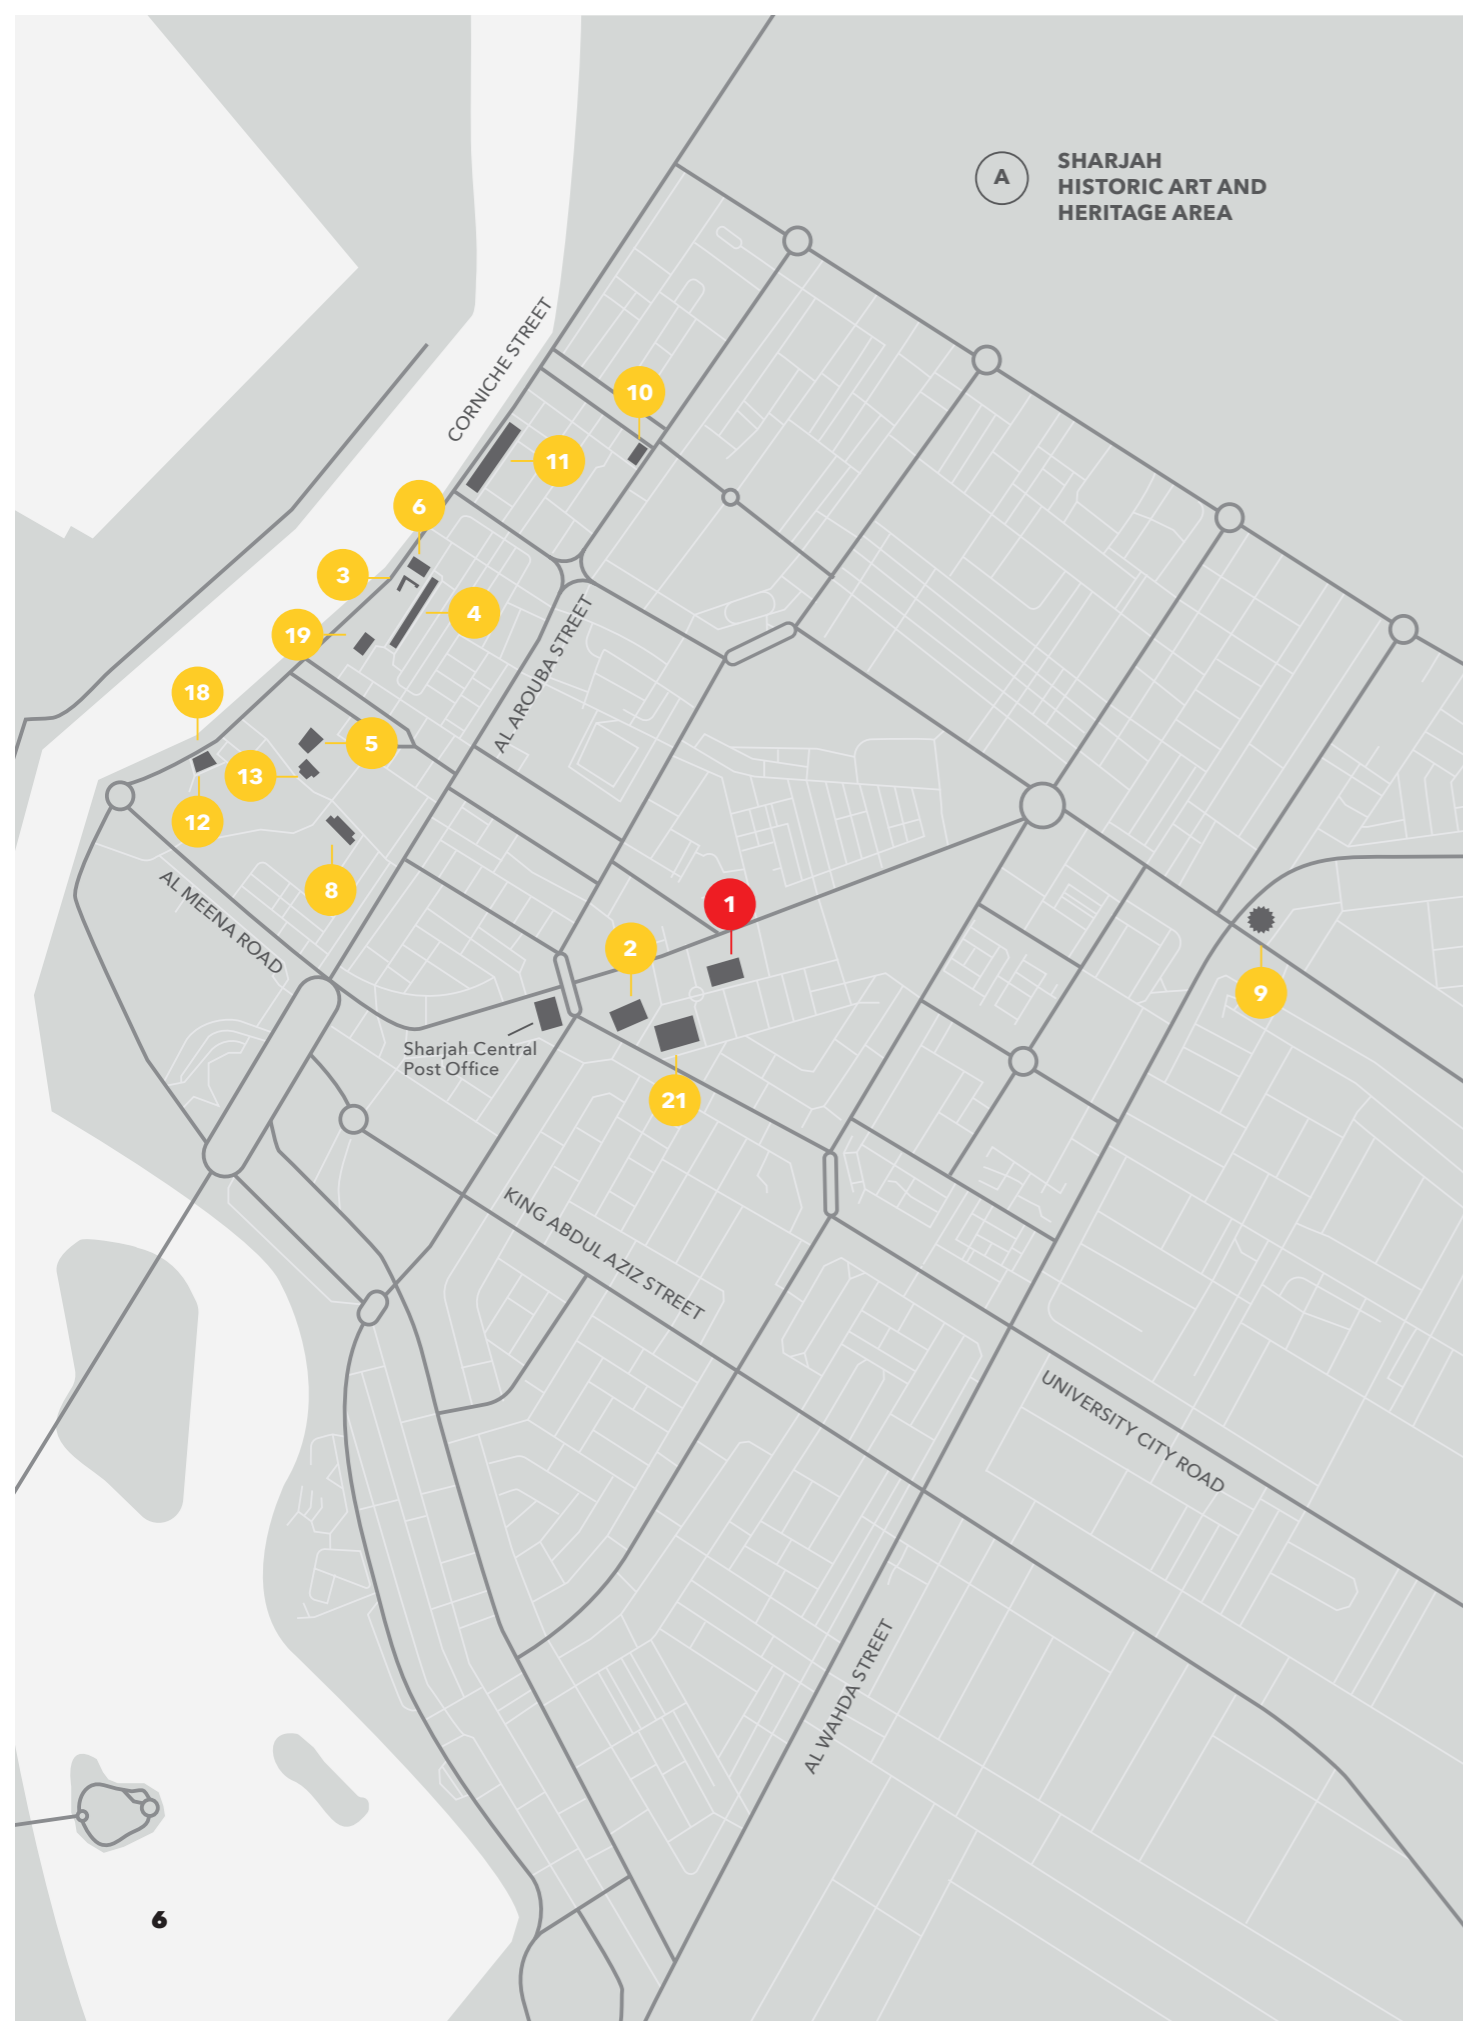 A
SHARJAH
HISTORIC ART AND
HERITAGE AREA
CORNICHE STREET
10
11
6
3
4
19
AL AROUBA STREET
18
5
13
12
8
AL MEENA ROAD
1
2
9
Sharjah Central
Post Office
21
KING ABDUL AZIZ STREET
UNIVERSITY CITY ROAD
AL WAHDA STREET
6